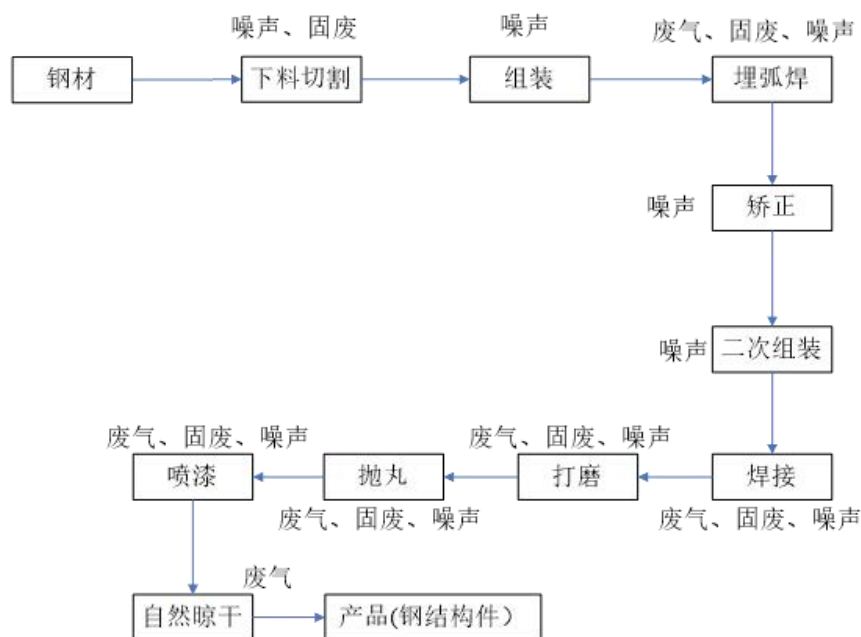 噪声、固废
噪声
废气、固废、噪声
钢材
下料切割
组装
埋弧焊
噪声
矫正
噪声
二次组装
废气、固废、噪声
废气、固废、噪声
喷漆
抛丸
打磨
焊接
废气、固废、噪声
废气、固废、噪声
废气
自然晾干
产品(钢结构件）